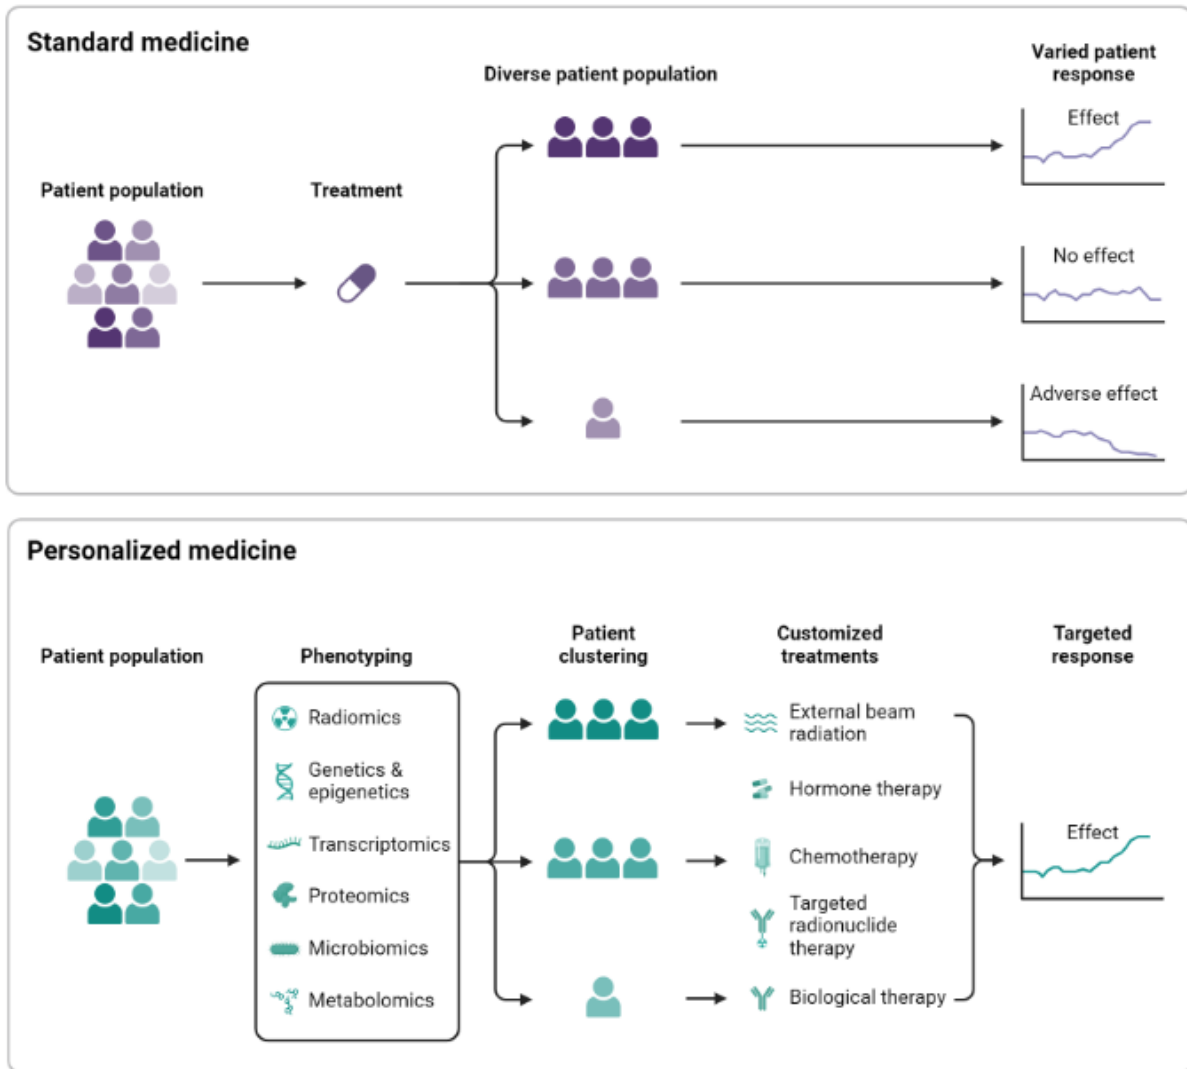 Standard medicine
Diverse patient population
Varied patient
response
Effect
Patient population
Treatment
No effect
Adverse effect
Personalized medicine
Patient population
Phenotyping
Patient
clustering
Customized
treatments
Targeted
response
Radiomics
Genetics &
epigenetics
Transcriptomics
Proteomics
Microbiomics
Metabolomics
External beam
radiation
Hormone therapy
Chemotherapy
Targeted
radionuclide
therapy
Biological therapy
Effect